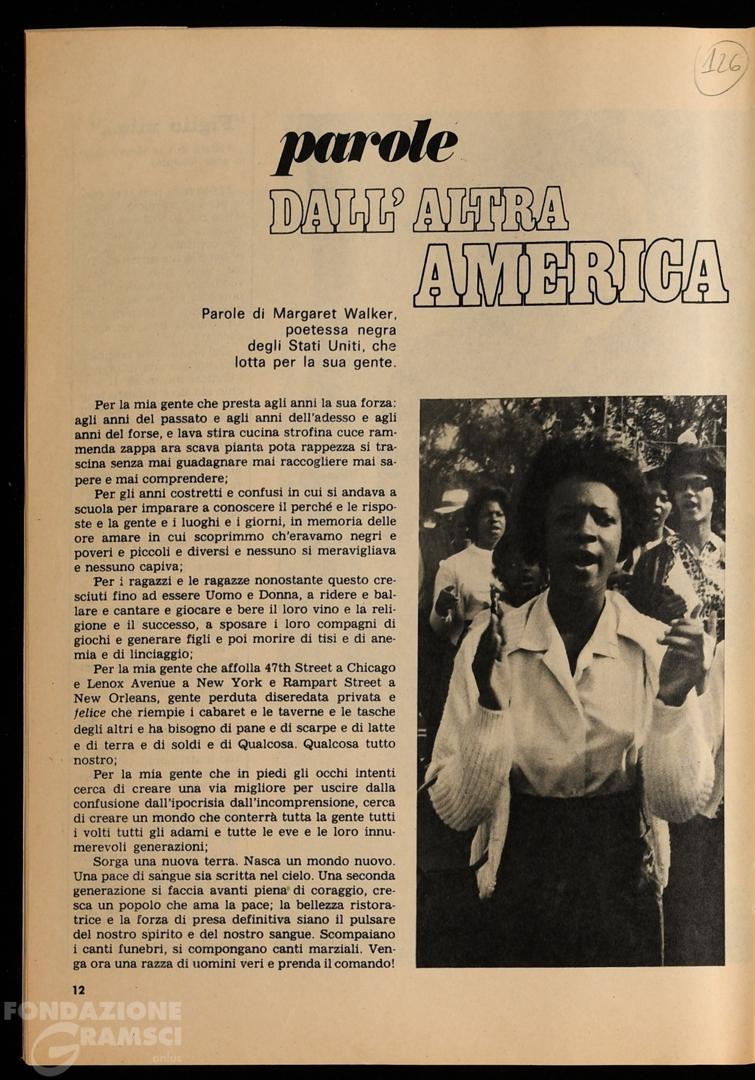 126
parole
DALL' ALTRA
AMERICA
Parole di Margaret Walker,
poetessa negra
degli Stati Uniti, che
lotta per la sua gente.
Per la mia gente che presta agli anni la sua forza:
agli anni del passato e agli anni dell'adesso e agli
anni del forse, e lava stira cucina strofina cuce ram-
menda zappa ara scava pianta pota rappezza si tra-
scina senza mai guadagnare mai raccogliere mai sa-
pere e mai comprendere;
Per gli anni costretti e confusi in cui si andava a
scuola per imparare a conoscere il perché e le rispo-
ste e la gente e i luoghi e i giorni, in memoria delle
ore amare in cui scoprimmo ch'eravamo negri e
poveri e piccoli e diversi e nessuno si meravigliava
e nessuno capiva;
Per i ragazzi e le ragazze nonostante questo cre-
sciuti fino ad essere Uomo e Donna, a ridere e bal-
lare e cantare e giocare e bere il loro vino e la reli-
gione e il successo, a sposare i loro compagni di
giochi e generare figli e poi morire di tisi e di ane-
mia e di linciaggio;
Per la mia gente che affolla 47th Street a Chicago
e Lenox Avenue a New York e Rampart Street a
New Orleans, gente perduta diseredata privata e
felice che riempie i cabaret e le taverne e le tasche
degli altri e ha bisogno di pane e di scarpe e di latte
e di terra e di soldi e di Qualcosa. Qualcosa tutto
nostro;
Per la mia gente che in piedi gli occhi intenti
cerca di creare una via migliore per uscire dalla
confusione dall'ipocrisia dall'incomprensione, cerca
di creare un mondo che conterrà tutta la gente tutti
i volti tutti gli adami e tutte le eve e le loro innu-
merevoli generazioni;
Sorga una nuova terra. Nasca un mondo nuovo.
Una pace di sangue sia scritta nel cielo. Una seconda
generazione si faccia avanti piena di coraggio, cre-
sca un popolo che ama la pace; la bellezza ristora-
trice e la forza di presa definitiva siano il pulsare
del nostro spirito e del nostro sangue. Scompaiano
i canti funebri, si compongano canti marziali. Ven-
ga ora una razza di uomini veri e prenda il comando!
12
FONDAZIONE
GRAMSCI
onlus